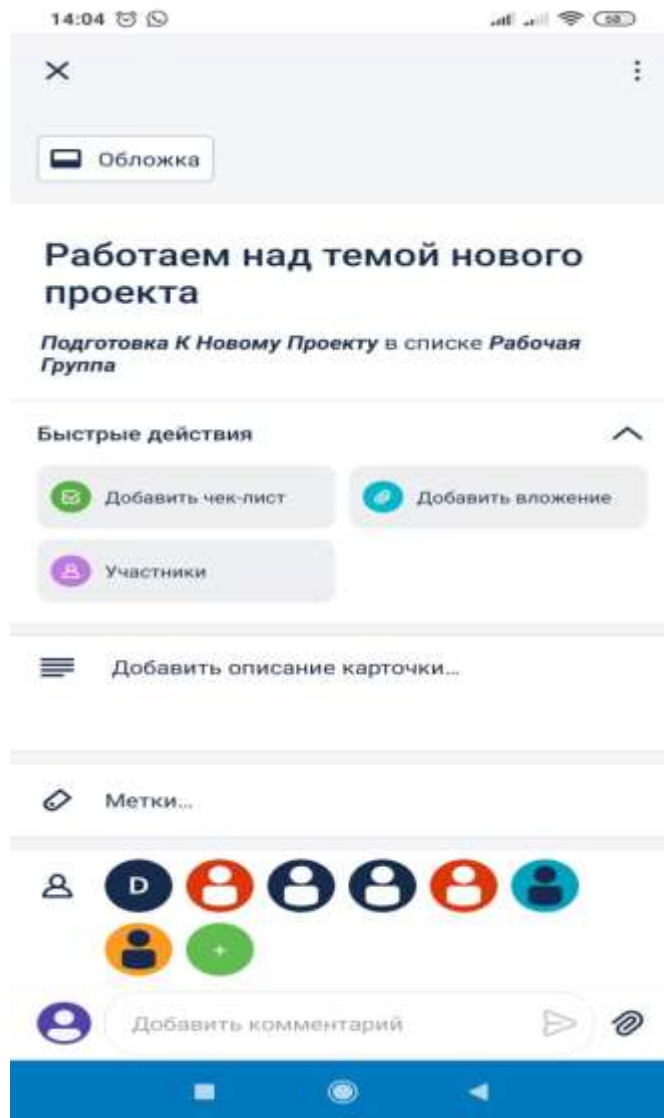 14:04
Обложка
Работаем над темой нового
проекта
Подготовка К Новому Проекту в списке Рабочая
Группа
Быстрые действия
Добавить чек-лист
Добавить вложение
Участники
Добавить описание карточки...
Метки...
D
+
Добавить комментарий